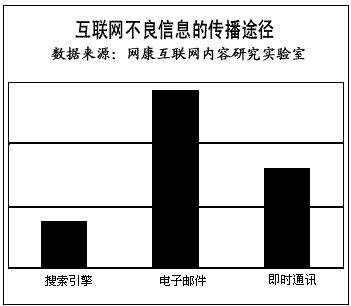 互联网不良信息的传播途径
数据来源：网康互联网内容研究实验室
搜索引擎 电子邮件 即时通讯